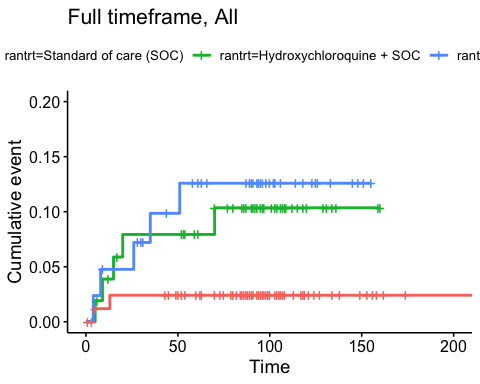 Full timeframe, All
rantrt=Standard of care (SOC) rantrt=Hydroxychloroquine + SOC rant
0.20
0.15
0.10
0.05
0.00
Cumulative event
0 50 100 150 200
Time